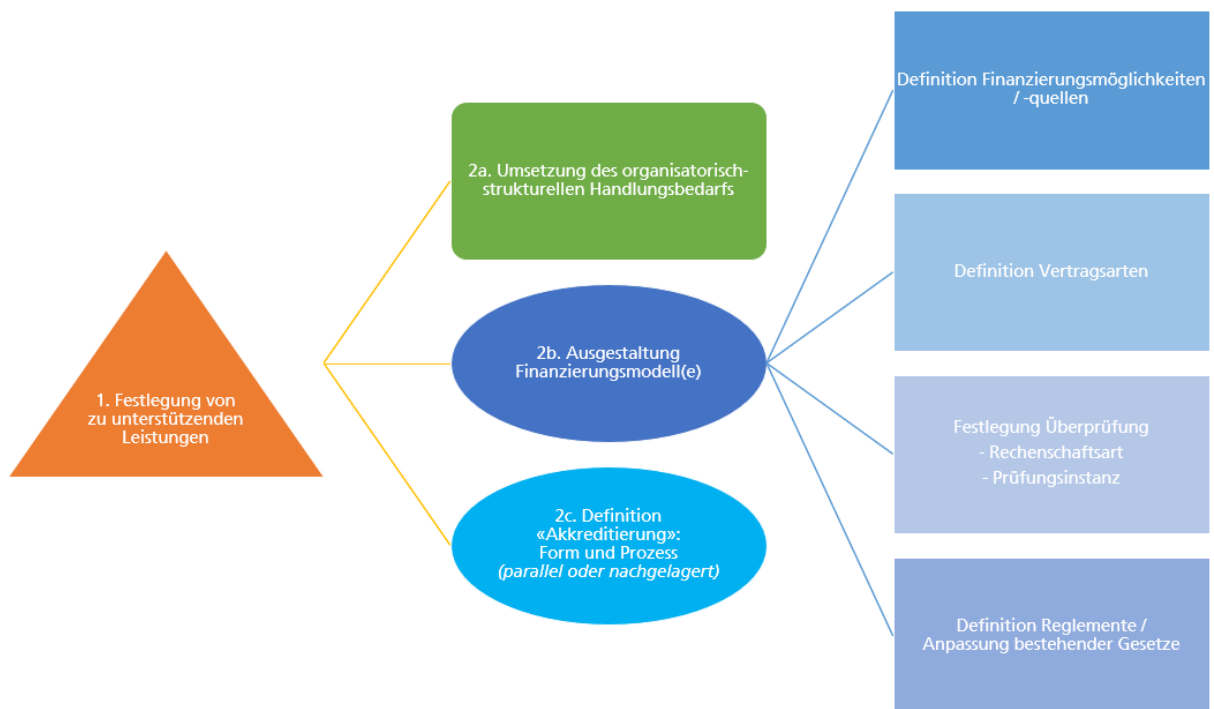 1. Festlegung von
zu unterstützenden
Leistungen
2a. Umsetzung des organisatorisch-
strukturellen Handlungsbedarfs
2b. Ausgestaltung
Finanzierungsmodell(e)
2c. Definition
«Akkreditierung»:
Form und Prozess
(parallel oder nachgelagert)
Definition Finanzierungsmöglichkeiten
/ -quellen
Definition Vertragsarten
Festlegung Überprüfung
- Rechenschaftsart
- Prüfungsinstanz
Definition Reglemente /
Anpassung bestehender Gesetze